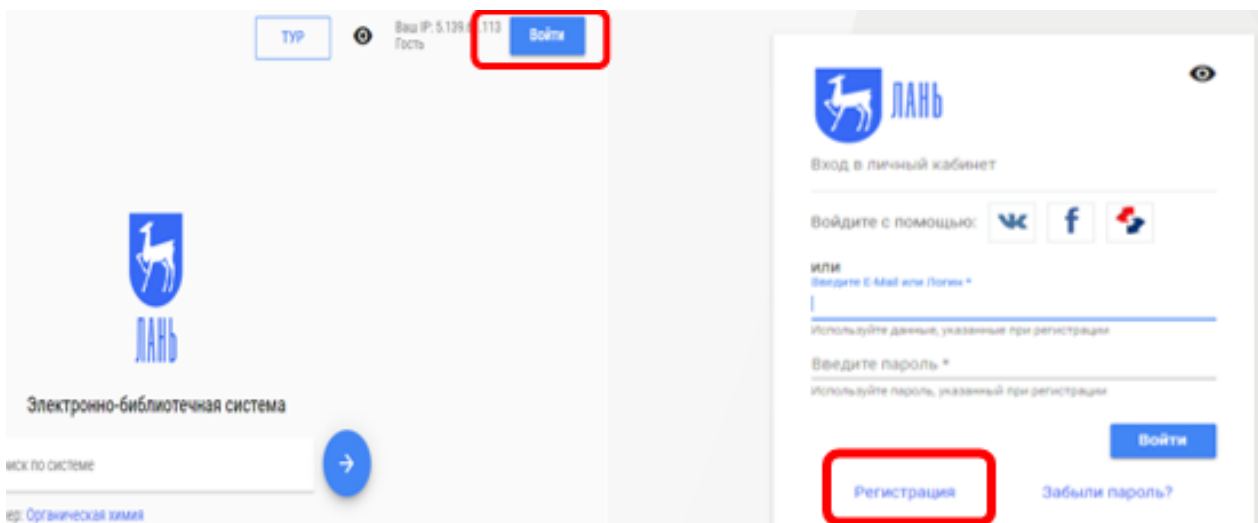 ТУР
Ваш IP: 5.139.6 .113
Гость
Войти
ЛАНЬ
Электронно-библиотечная система
иск по системе
ер: Органическая химия
ЛАНЬ
Вход в личный кабинет
Войдите с помощью:
или
Введите E-Mail или Логин *
Используйте данные, указанные при регистрации
Введите пароль *
Используйте пароль, указанный при регистрации
Войти
Регистрация Забыли пароль?